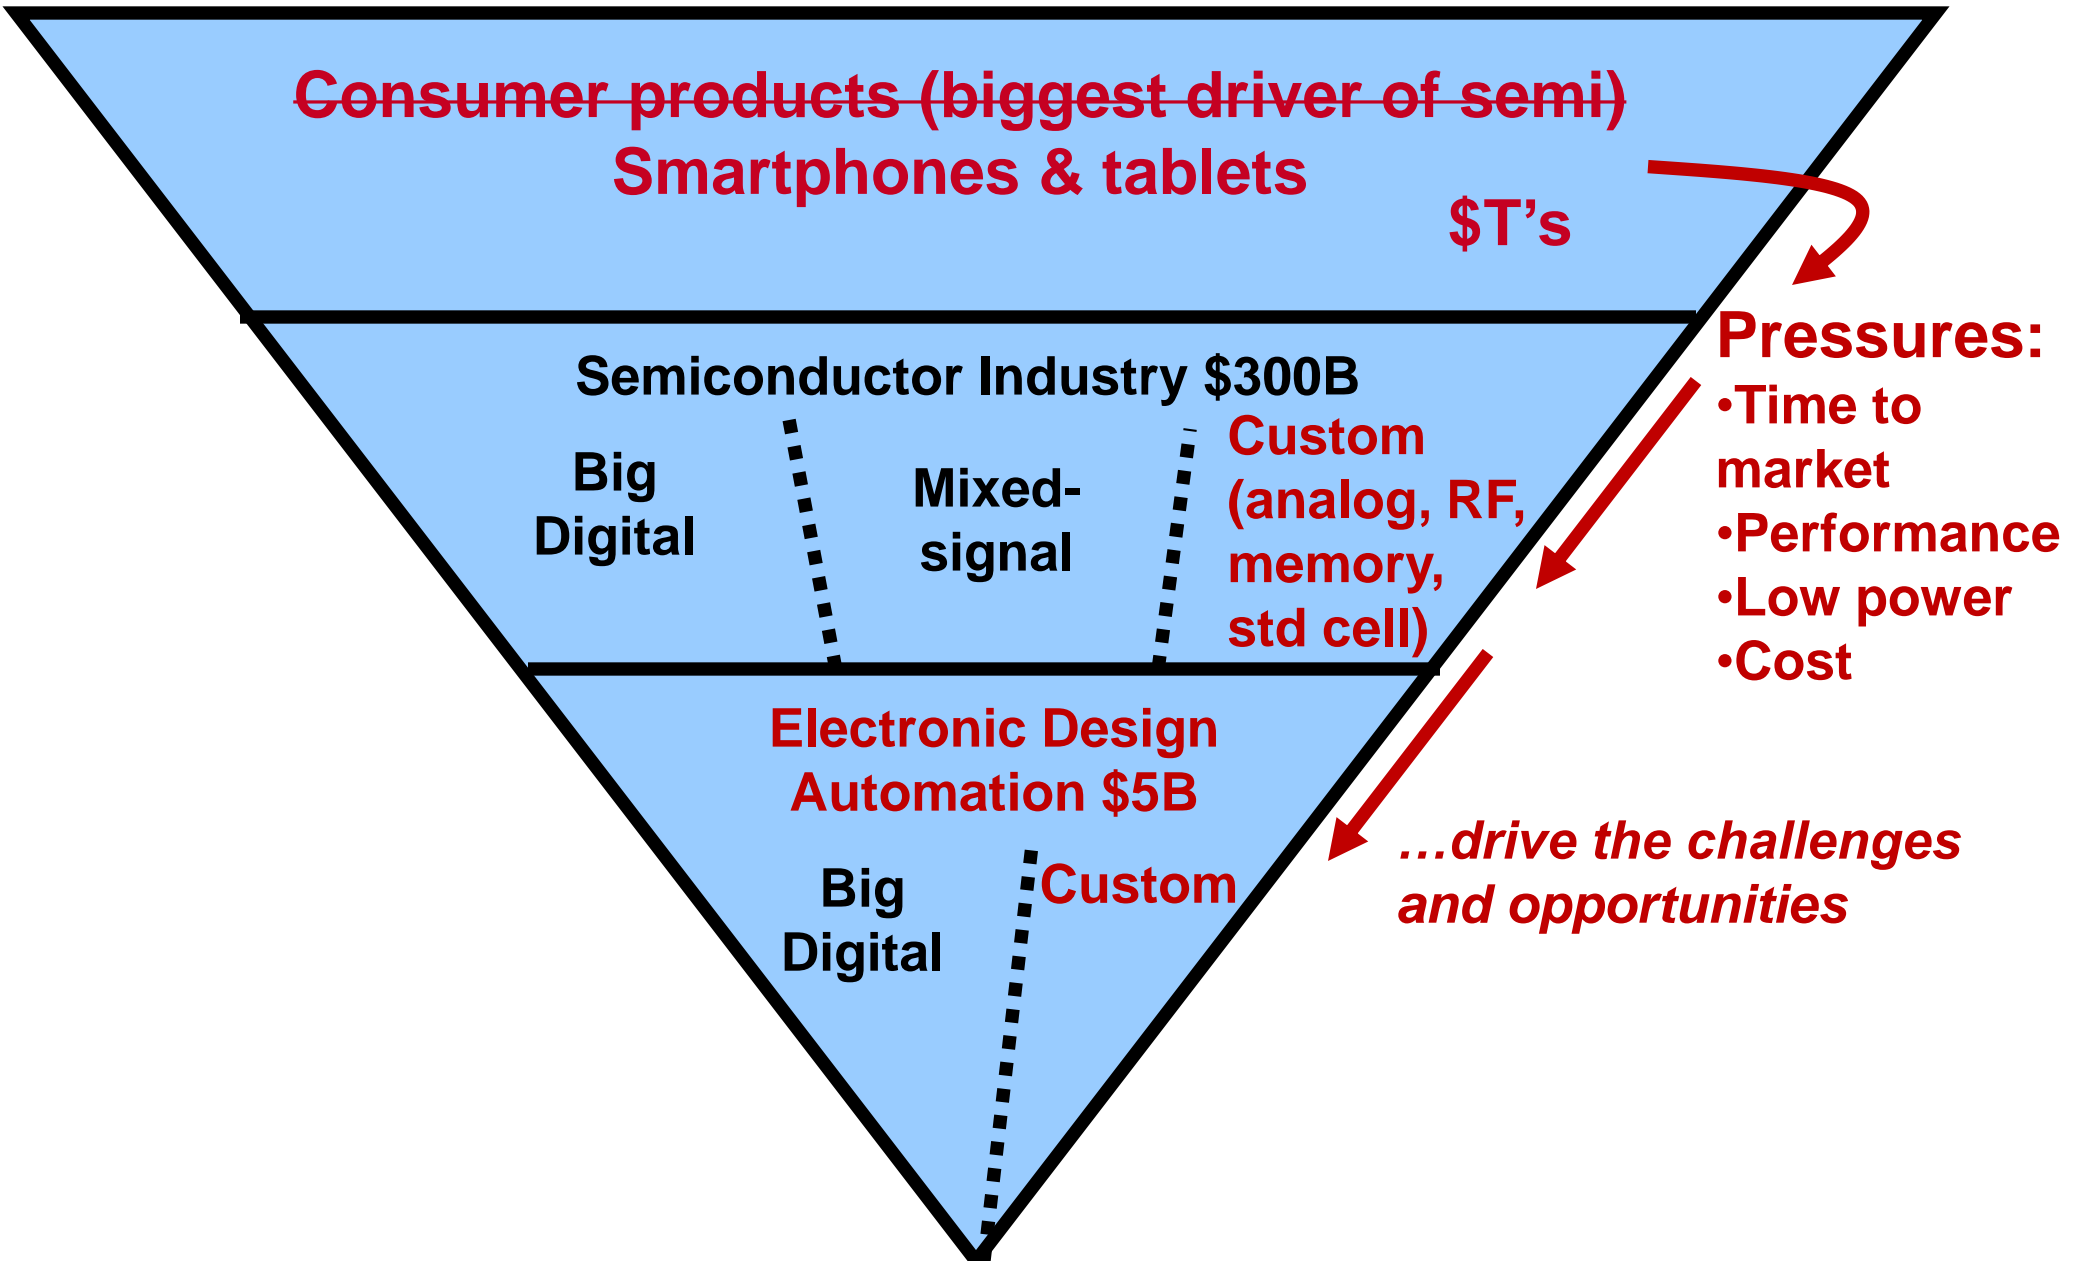 Consumer products (biggest driver of semi)
Smartphones & tablets
$T’s
Semiconductor Industry $300B
Big
Digital
Mixed-
signal
Custom
(analog, RF,
memory,
std cell)
Pressures:
•Time to
market
•Performance
•Low power
•Cost
Electronic Design
Automation $5B
Big
Digital
Custom
…drive the challenges
and opportunities